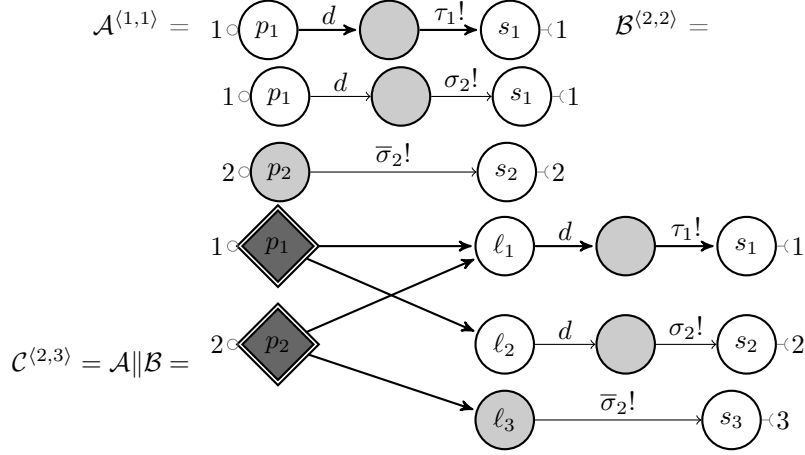 𝒜⟨1,1⟩ = 1 p₁ d τ₁! s₁ 1 ℬ⟨2,2⟩ =
1 p₁ d σ₂! s₁ 1
2 p₂ σ̅₂! s₂ 2
1 p₁ ℓ₁ d τ₁! s₁ 1
2 p₂ ℓ₂ d σ₂! s₂ 2
𝒞⟨2,3⟩ = 𝒜∥ℬ =
ℓ₃ σ̅₂! s₃ 3